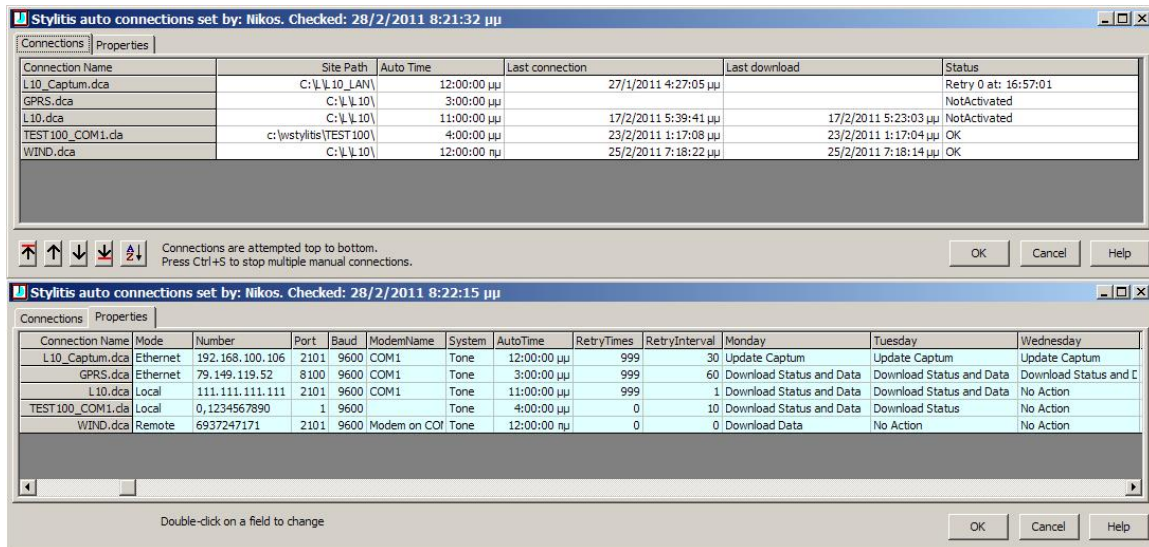 Stylitis auto connections set by: Nikos. Checked: 28/2/2011 8:21:32 μμ
Connections Properties
Connection Name Site Path Auto Time Last connection Last download Status
L10_Captum.dca C:\L\L10_LAN\ 12:00:00 μμ 27/1/2011 4:27:05 μμ Retry 0 at: 16:57:01
GPRS.dca C:\L\L10\ 3:00:00 μμ NotActivated
L10.dca C:\L\L10\ 11:00:00 μμ 17/2/2011 5:39:41 μμ 17/2/2011 5:23:03 μμ NotActivated
TEST100_COM1.cla c:\wstylitis\TEST100\ 4:00:00 μμ 23/2/2011 1:17:08 μμ 23/2/2011 1:17:04 μμ OK
WIND.dca C:\L\L10\ 12:00:00 πμ 25/2/2011 7:18:22 μμ 25/2/2011 7:18:14 μμ OK
Connections are attempted top to bottom.
Press Ctrl+S to stop multiple manual connections.
OK Cancel Help
Stylitis auto connections set by: Nikos. Checked: 28/2/2011 8:22:15 μμ
Connections Properties
Connection Name Mode Number Port Baud ModemName System AutoTime RetryTimes RetryInterval Monday Tuesday Wednesday
L10_Captum.dca Ethernet 192.168.100.106 2101 9600 COM1 Tone 12:00:00 μμ 999 30 Update Captum Update Captum Update Captum
GPRS.dca Ethernet 79.149.119.52 8100 9600 COM1 Tone 3:00:00 μμ 999 60 Download Status and Data Download Status and Data Download Status and D
L10.dca Local 111.111.111.111 2101 9600 COM1 Tone 11:00:00 μμ 999 1 Download Status and Data Download Status and Data No Action
TEST100_COM1.cla Local 0,1234567890 1 9600 Tone 4:00:00 μμ 0 10 Download Status and Data Download Status No Action
WIND.dca Remote 6937247171 2101 9600 Modem on COM Tone 12:00:00 πμ 0 0 Download Data No Action No Action
Double-click on a field to change
OK Cancel Help